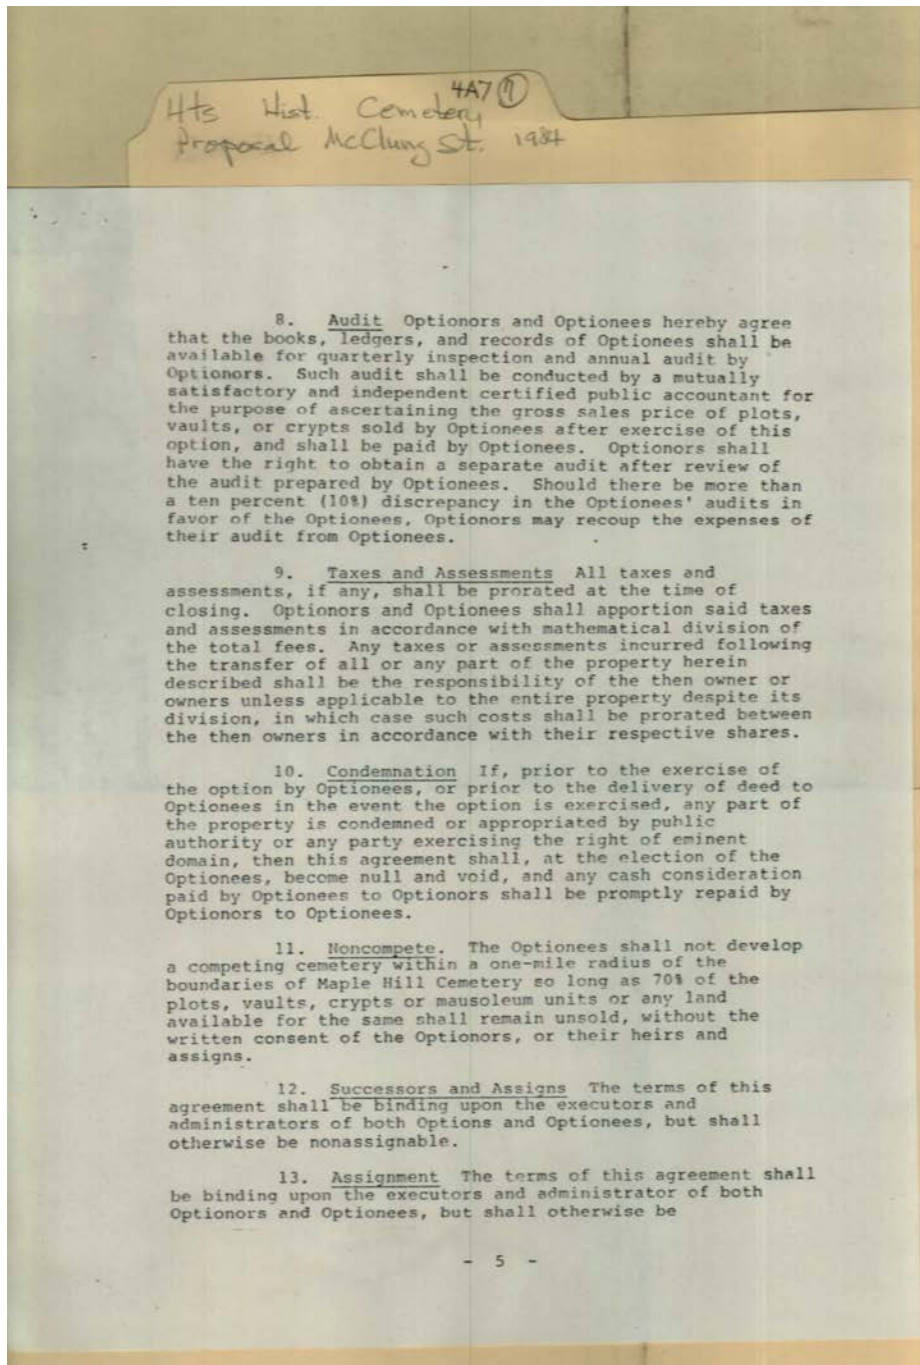 4A7 7
Hts Hist. Cemetery
Proposal McClung St. 1984
8. Audit Optionors and Optionees hereby agree
that the books, ledgers, and records of Optionees shall be
available for quarterly inspection and annual audit by
Optionors. Such audit shall be conducted by a mutually
satisfactory and independent certified public accountant for
the purpose of ascertaining the gross sales price of plots,
vaults, or crypts sold by Optionees after exercise of this
option, and shall be paid by Optionees. Optionors shall
have the right to obtain a separate audit after review of
the audit prepared by Optionees. Should there be more than
a ten percent (10%) discrepancy in the Optionees' audits in
favor of the Optionees, Optionors may recoup the expenses of
their audit from Optionees.
9. Taxes and Assessments All taxes and
assessments, if any, shall be prorated at the time of
closing. Optionors and Optionees shall apportion said taxes
and assessments in accordance with mathematical division of
the total fees. Any taxes or assessments incurred following
the transfer of all or any part of the property herein
described shall be the responsibility of the then owner or
owners unless applicable to the entire property despite its
division, in which case such costs shall be prorated between
the then owners in accordance with their respective shares.
10. Condemnation If, prior to the exercise of
the option by Optionees, or prior to the delivery of deed to
Optionees in the event the option is exercised, any part of
the property is condemned or appropriated by public
authority or any party exercising the right of eminent
domain, then this agreement shall, at the election of the
Optionees, become null and void, and any cash consideration
paid by Optionees to Optionors shall be promptly repaid by
Optionors to Optionees.
11. Noncompete. The Optionees shall not develop
a competing cemetery within a one-mile radius of the
boundaries of Maple Hill Cemetery so long as 70% of the
plots, vaults, crypts or mausoleum units or any land
available for the same shall remain unsold, without the
written consent of the Optionors, or their heirs and
assigns.
12. Successors and Assigns The terms of this
agreement shall be binding upon the executors and
administrators of both Options and Optionees, but shall
otherwise be nonassignable.
13. Assignment The terms of this agreement shall
be binding upon the executors and administrator of both
Optionors and Optionees, but shall otherwise be
- 5 -